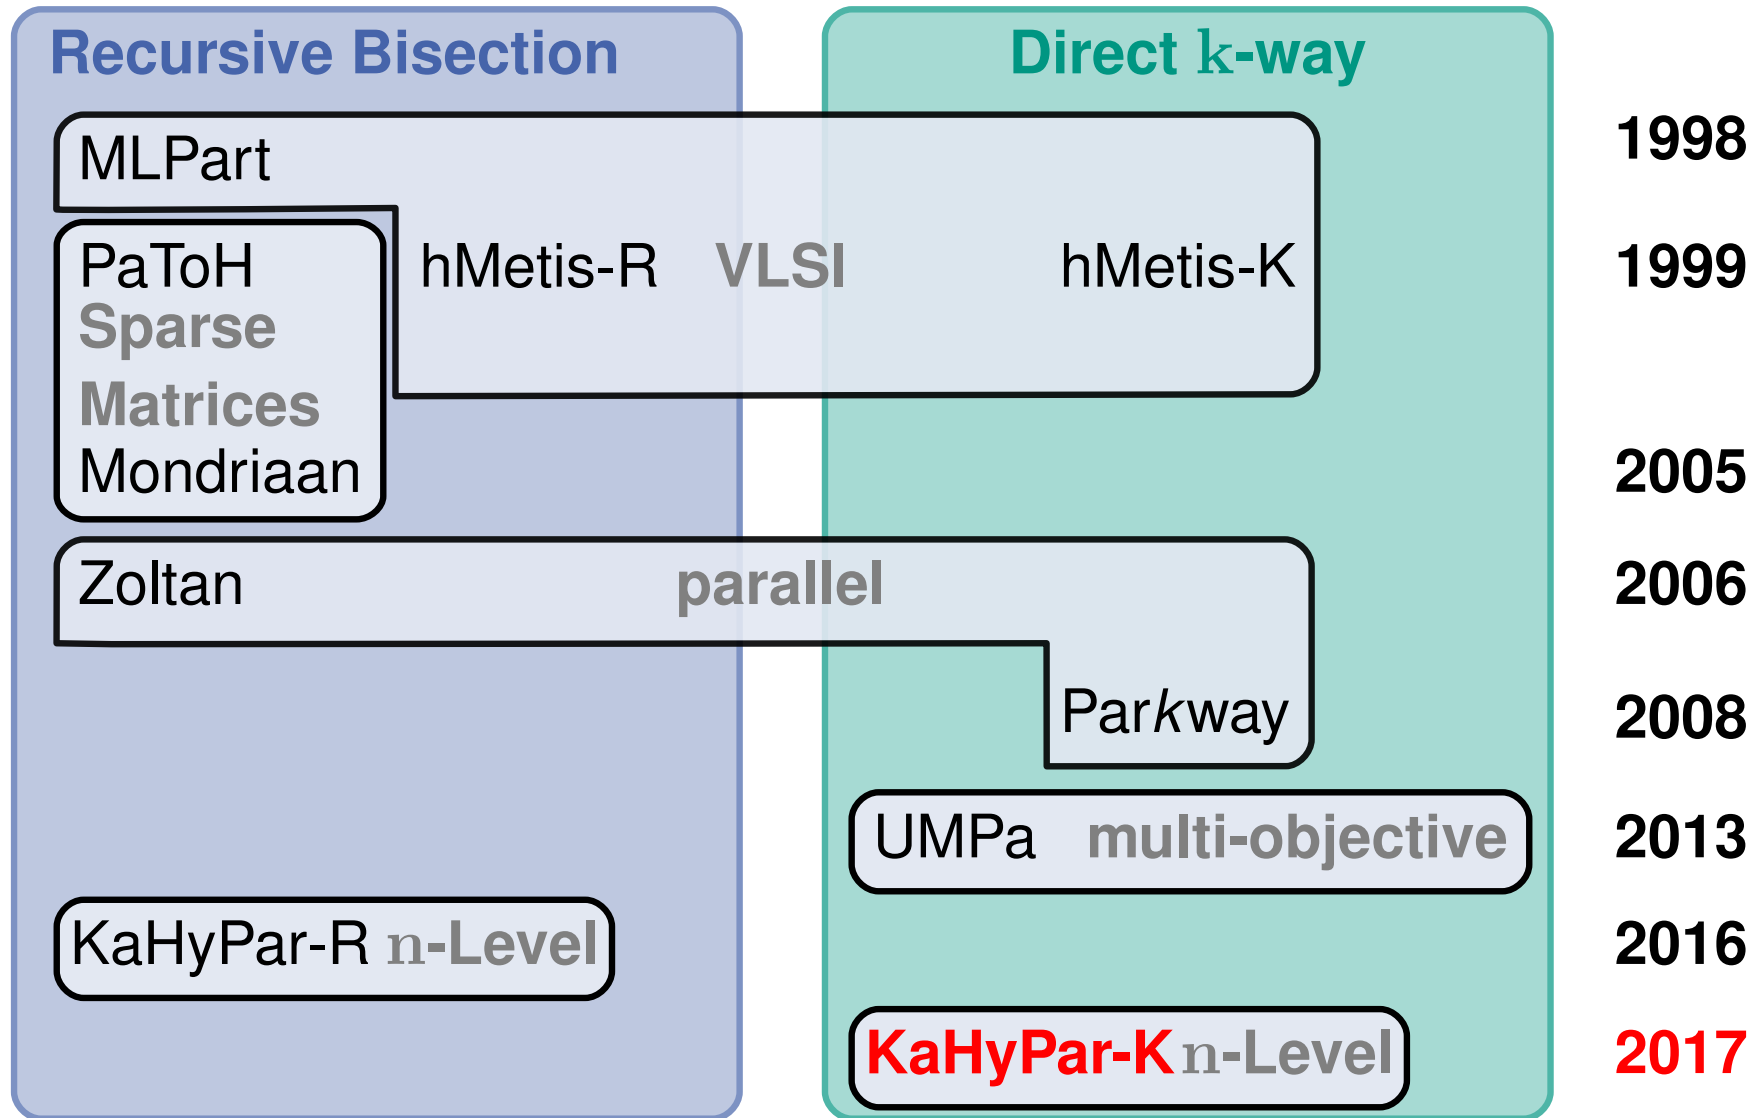 Recursive Bisection Direct k-way
MLPart 1998
PaToH hMetis-R VLSI hMetis-K 1999
Sparse
Matrices
Mondriaan 2005
Zoltan parallel 2006
Parkway 2008
UMPa multi-objective 2013
KaHyPar-R n-Level 2016
KaHyPar-K n-Level 2017